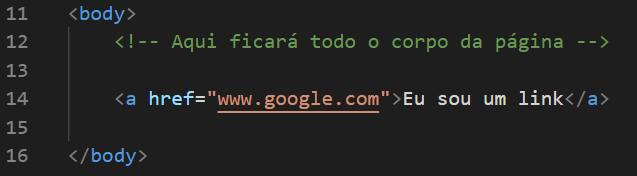 11 <body>
12 <!-- Aqui ficará todo o corpo da página -->
13
14 <a href="www.google.com">Eu sou um link</a>
15
16 </body>